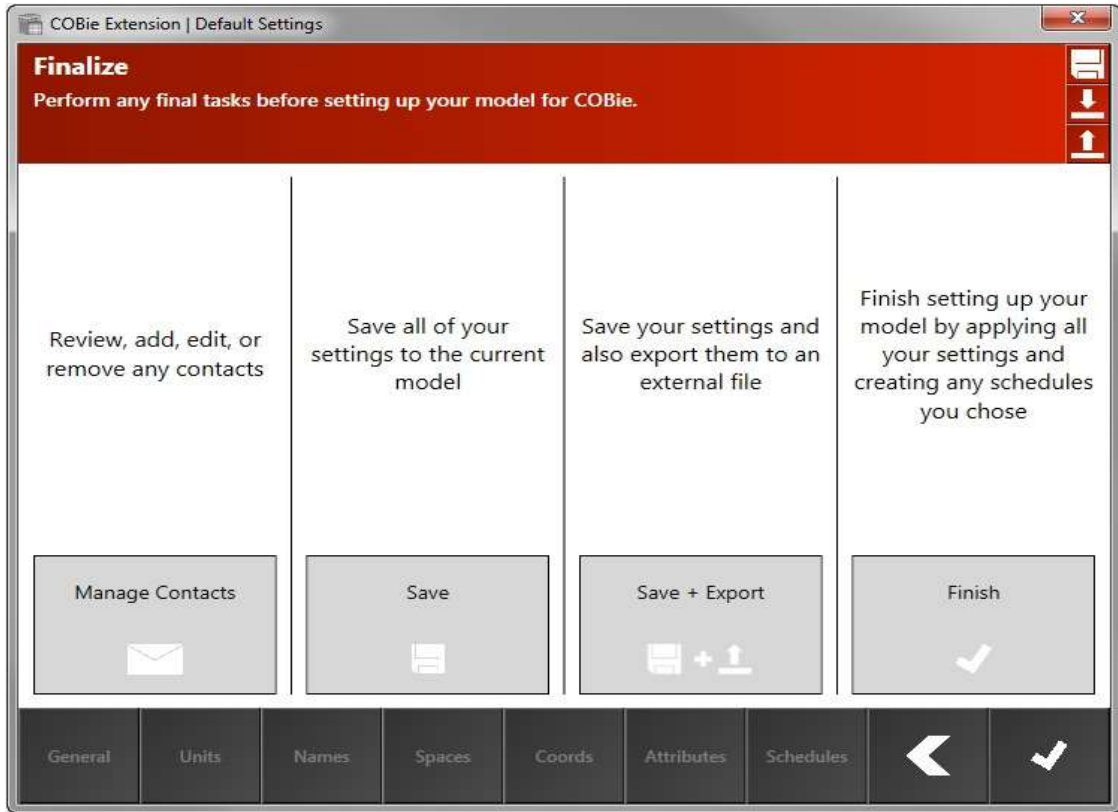 COBie Extension | Default Settings
Finalize
Perform any final tasks before setting up your model for COBie.
Review, add, edit, or
remove any contacts
Save all of your
settings to the current
model
Save your settings and
also export them to an
external file
Finish setting up your
model by applying all
your settings and
creating any schedules
you chose
Manage Contacts
Save
Save + Export
Finish
General
Units
Names
Spaces
Coords
Attributes
Schedules